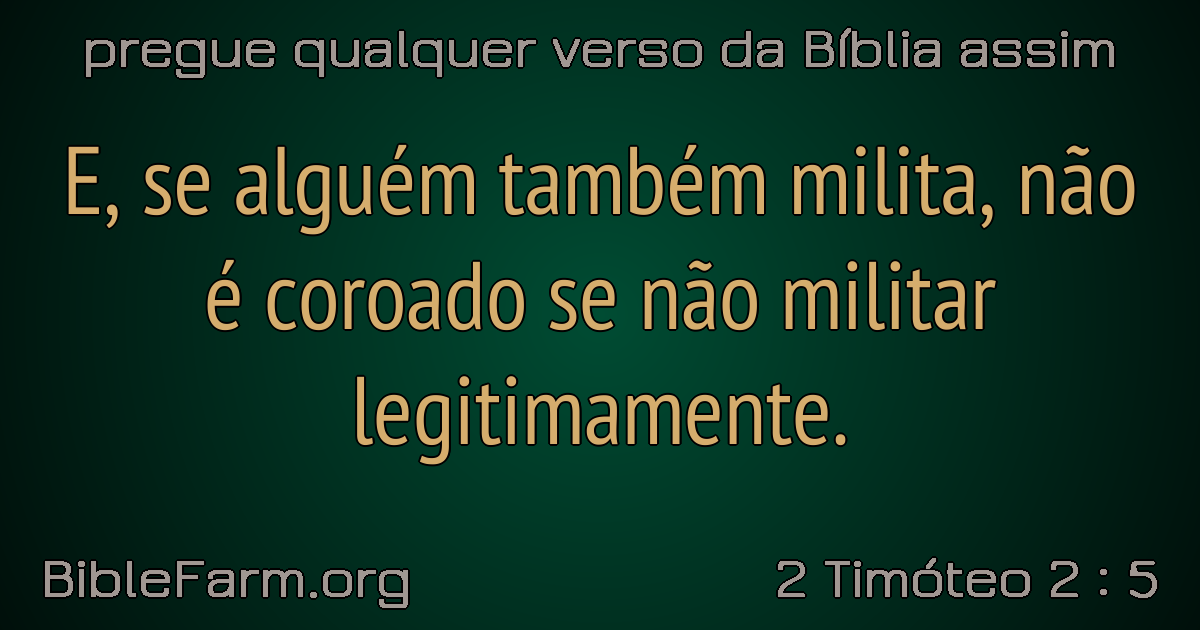 pregue qualquer verso da Bíblia assim
E, se alguém também milita, não
é coroado se não militar
legitimamente.
BibleFarm.org
2 Timóteo 2 : 5